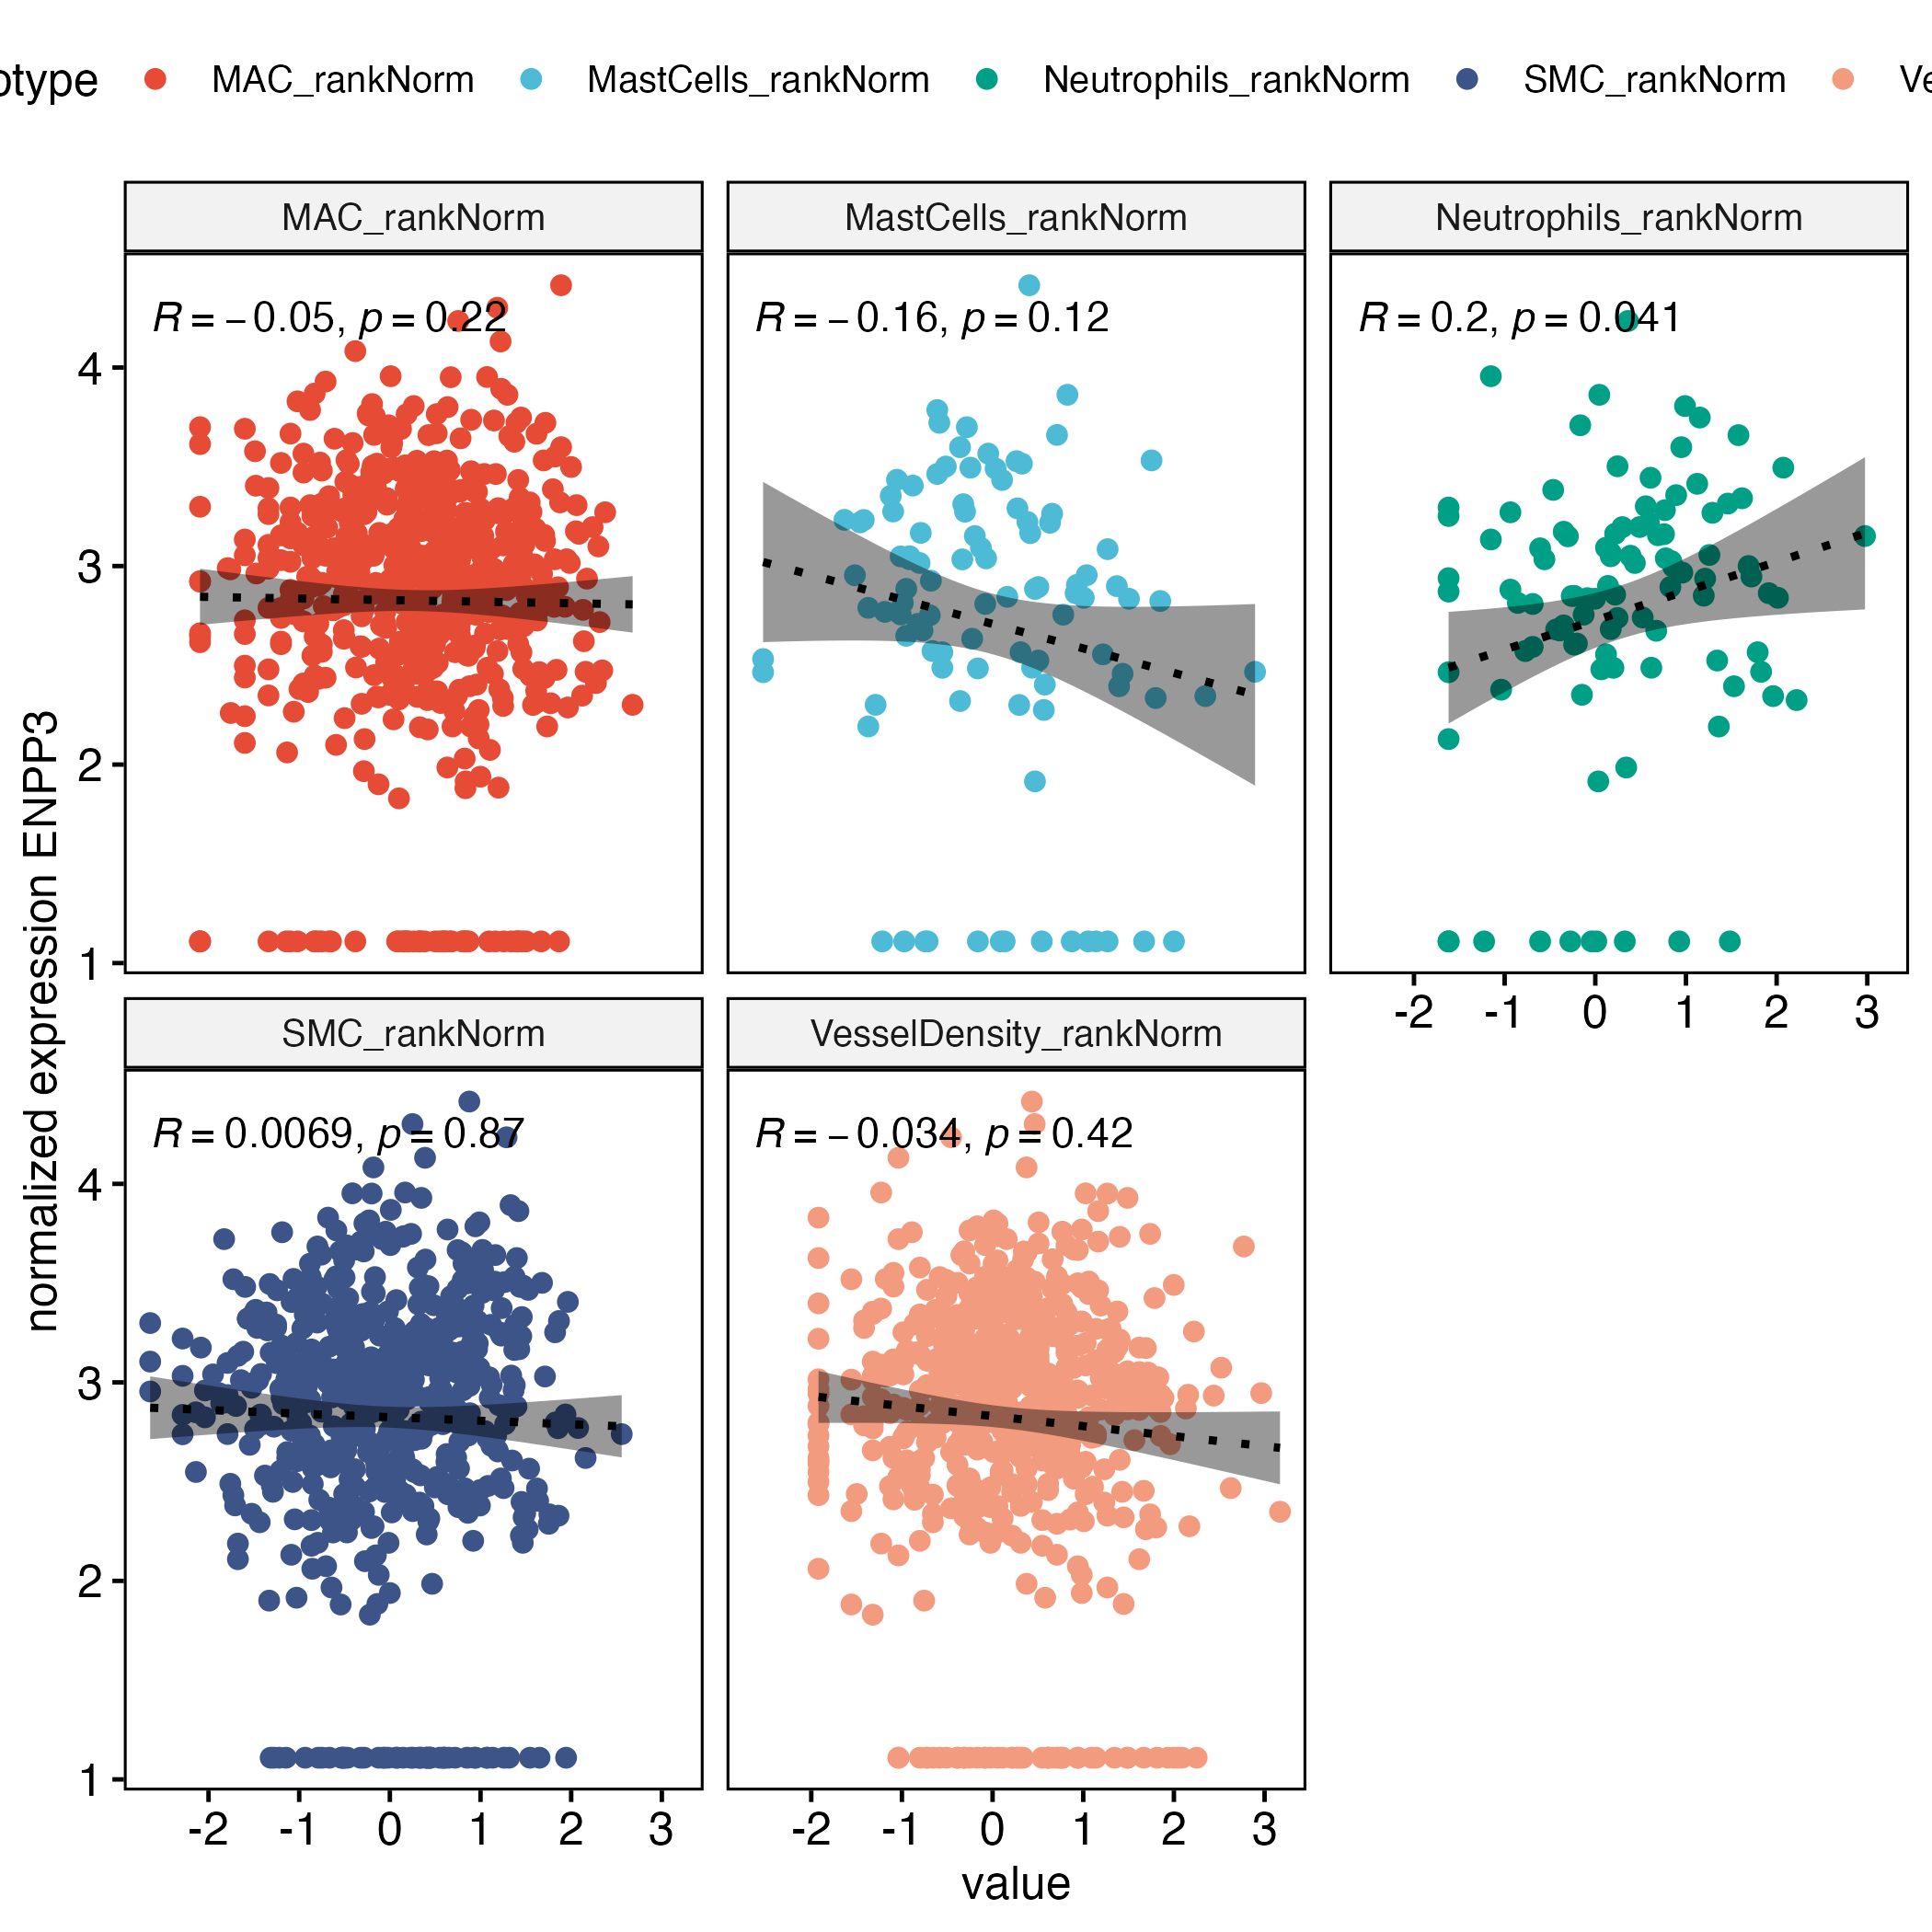 MAC_rankNorm MastCells_rankNorm Neutrophils_rankNorm SMC_rankNorm
MAC_rankNorm
MastCells_rankNorm
Neutrophils_rankNorm
R = −0.05, p = 0.22
R = −0.16, p = 0.12
R = 0.2, p = 0.041
4
3
2
1
-2 -1 0 1 2 3
normalized expression ENPP3
SMC_rankNorm
VesselDensity_rankNorm
R = 0.0069, p = 0.87
R = −0.034, p = 0.42
4
3
2
1
-2 -1 0 1 2 3
-2 -1 0 1 2 3
value